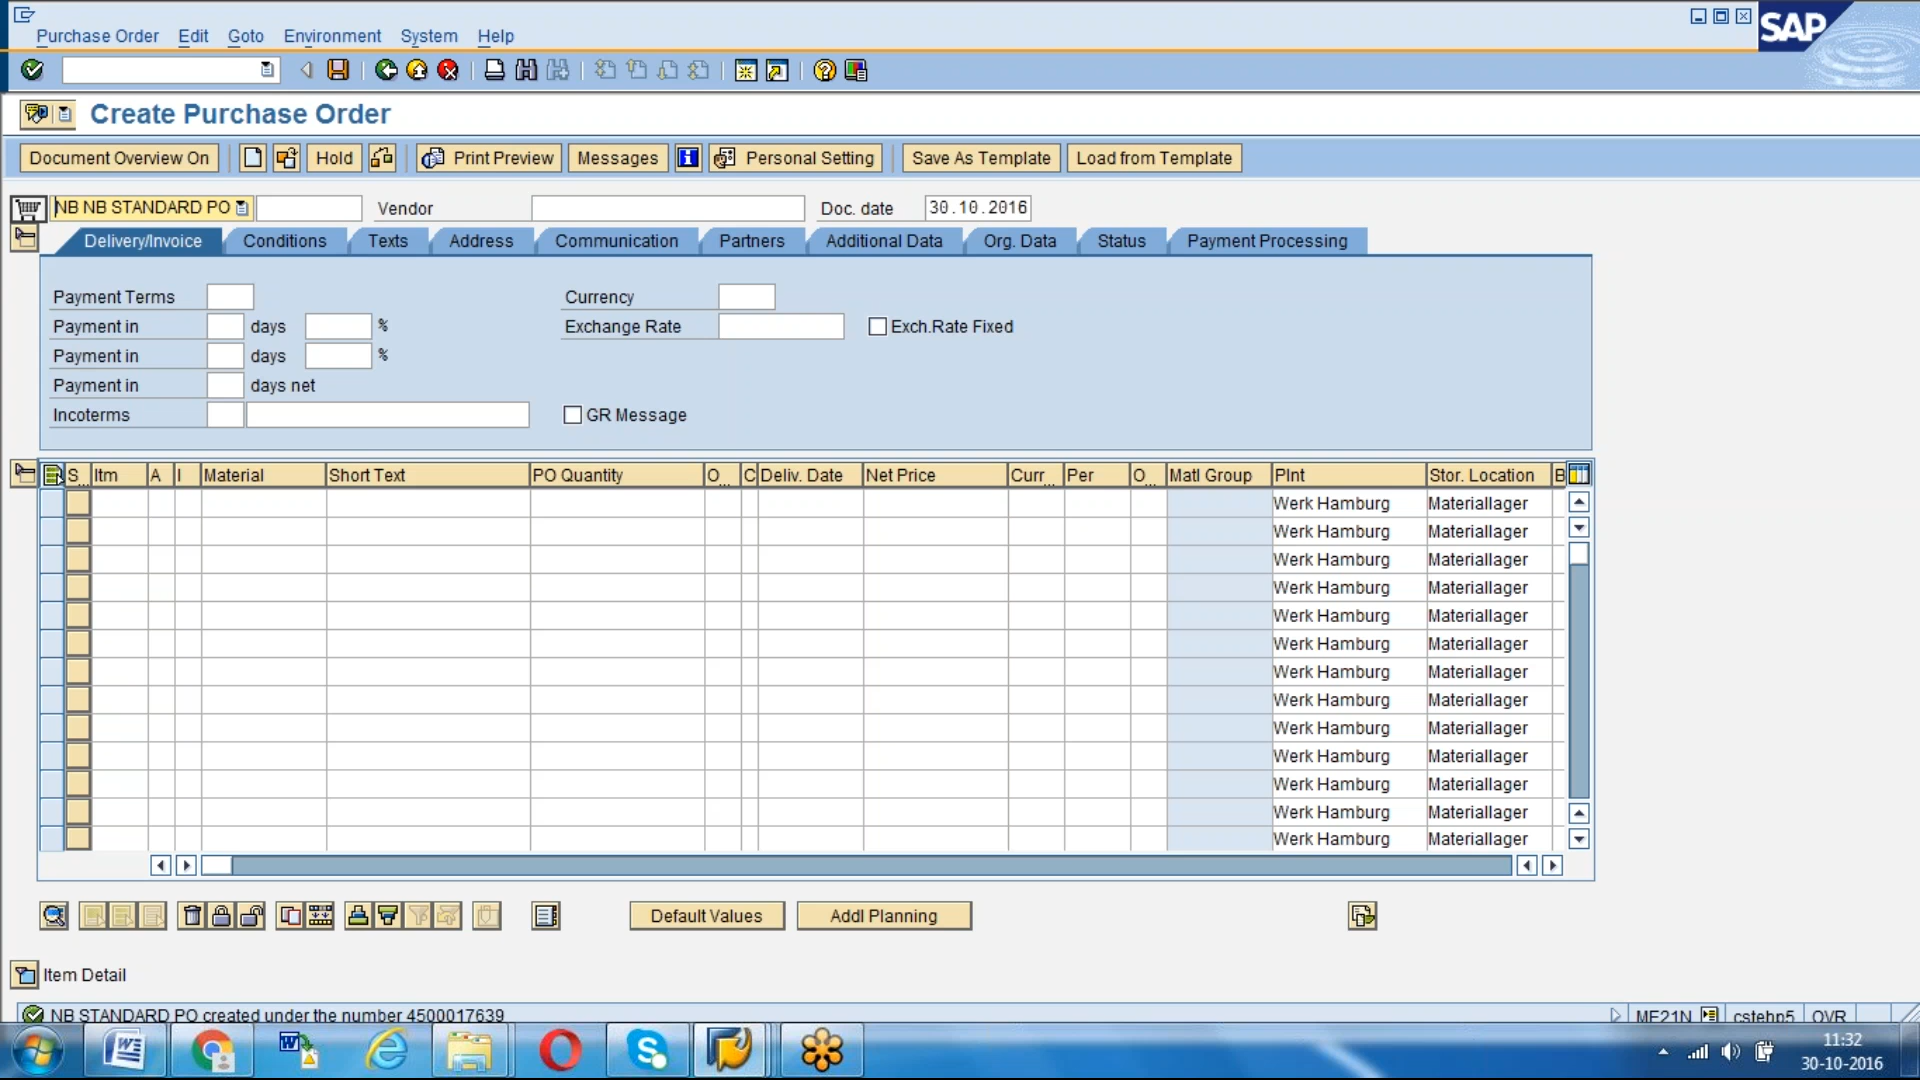 Purchase Order Edit Goto Environment System Help
SAP
Create Purchase Order
Document Overview On Hold Print Preview Messages Personal Setting Save As Template Load from Template
NB NB STANDARD PO Vendor Doc. date 30.10.2016
Delivery/Invoice Conditions Texts Address Communication Partners Additional Data Org. Data Status Payment Processing
Payment Terms Currency
Payment in days % Exchange Rate Exch.Rate Fixed
Payment in days %
Payment in days net
Incoterms GR Message
S... Itm A I Material Short Text PO Quantity O... C Deliv. Date Net Price Curr... Per O... Matl Group Plnt Stor. Location B
Werk Hamburg Materiallager
Werk Hamburg Materiallager
Werk Hamburg Materiallager
Werk Hamburg Materiallager
Werk Hamburg Materiallager
Werk Hamburg Materiallager
Werk Hamburg Materiallager
Werk Hamburg Materiallager
Werk Hamburg Materiallager
Werk Hamburg Materiallager
Werk Hamburg Materiallager
Werk Hamburg Materiallager
Werk Hamburg Materiallager
Default Values Addl Planning
Item Detail
NB STANDARD PO created under the number 4500017639 ME21N cstehp5 OVR
11:32
30-10-2016